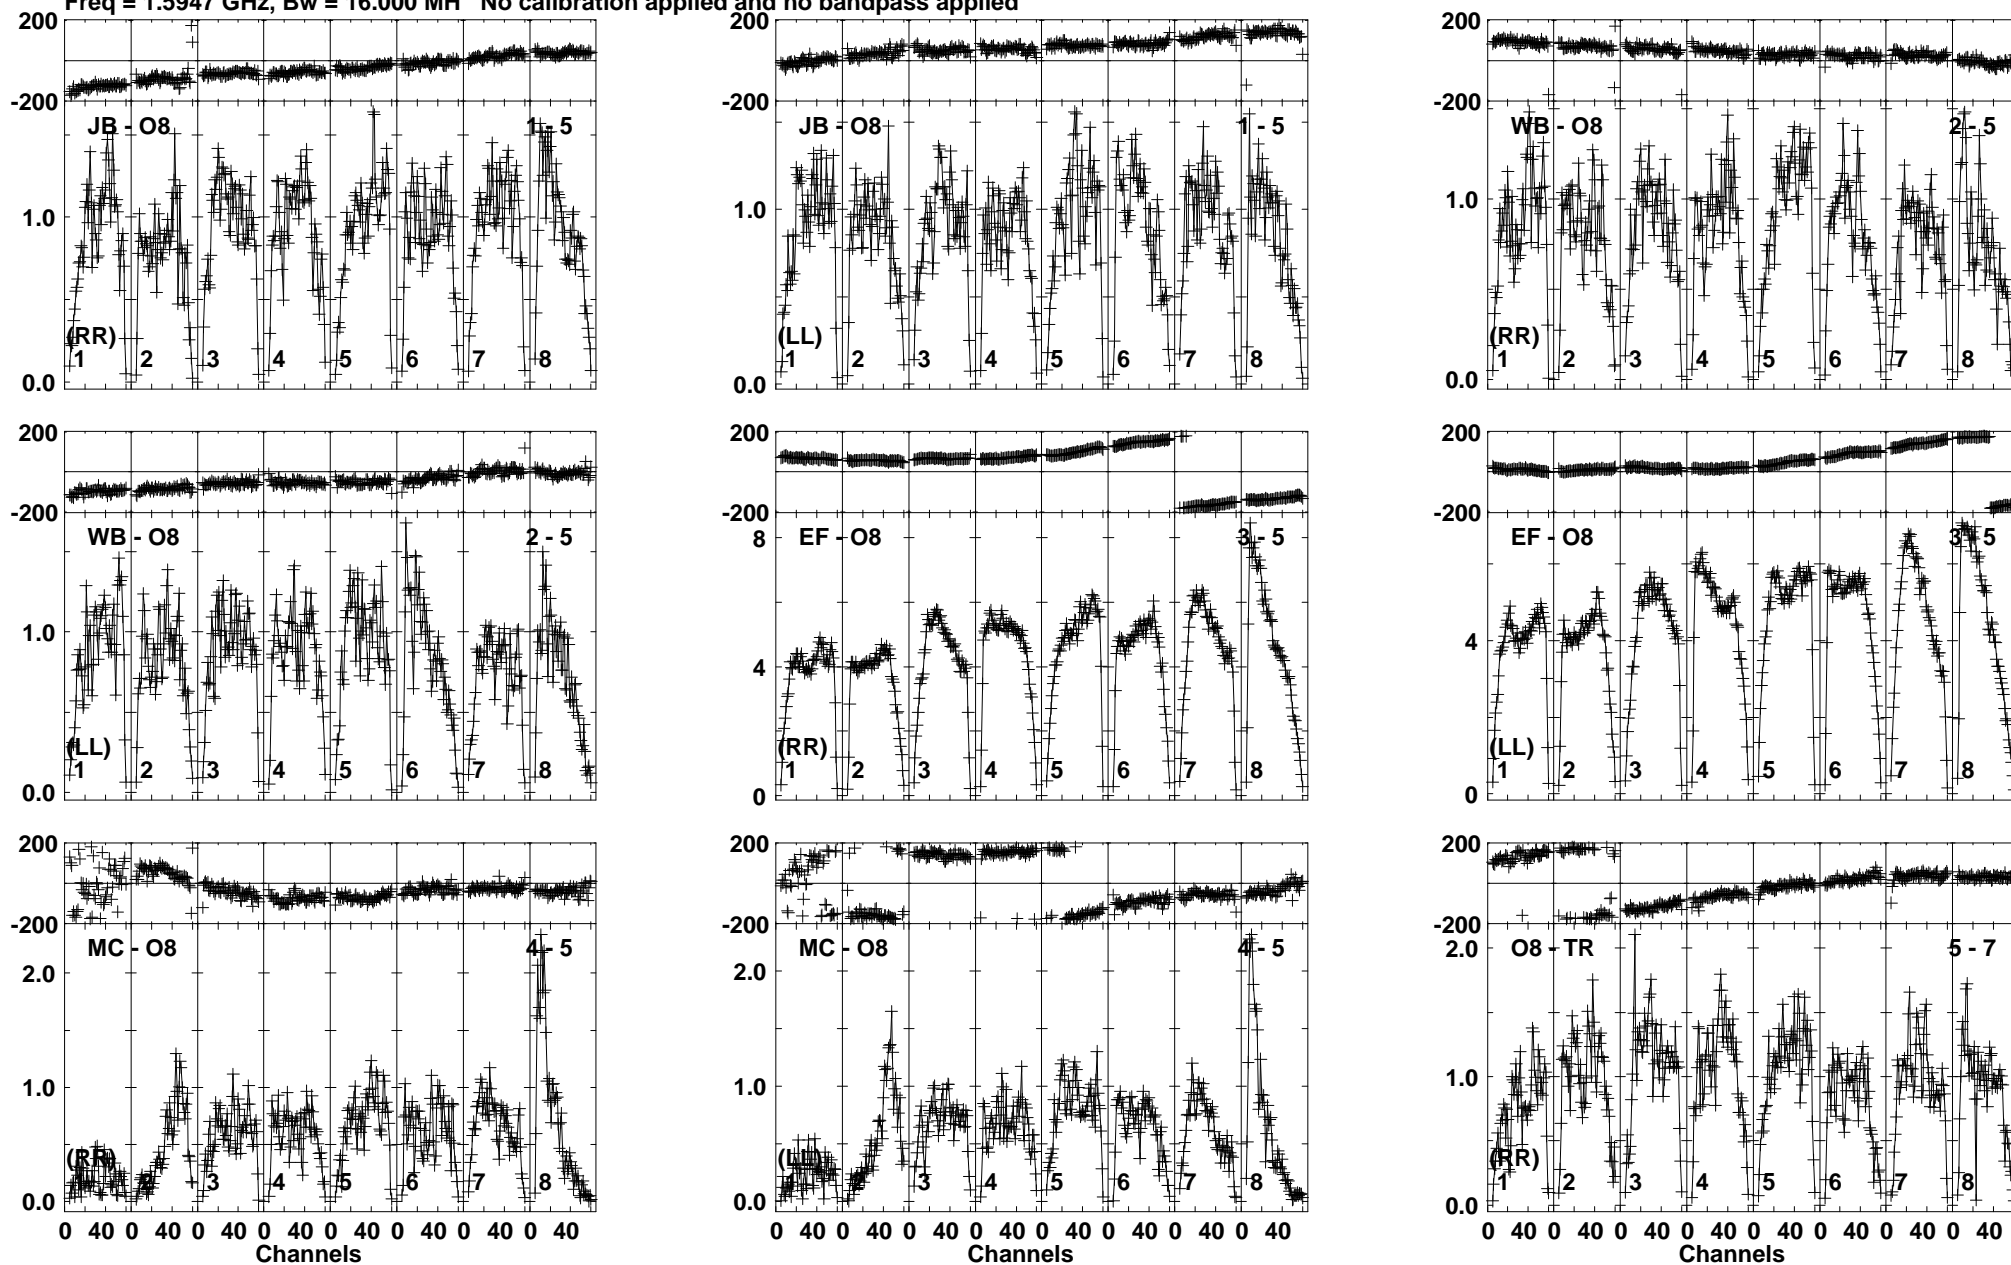 Freq = 1.5947 GHz, Bw = 16.000 MH No calibration applied and no bandpass applied
200 200 200
-200 -200 -200
JB - O8 1 - 5 JB - O8 1 - 5 WB - O8 2 - 5
1.0 1.0 1.0
(RR) (LL) (RR)
1 2 3 4 5 6 7 8 1 2 3 4 5 6 7 8 1 2 3 4 5 6 7 8
0.0 0.0 0.0
200 200 200
-200 -200 -200
WB - O8 2 - 5 EF - O8 3 - 5 EF - O8 3 - 5
8
1.0 4 4
(LL) (RR) (LL)
1 2 3 4 5 6 7 8 1 2 3 4 5 6 7 8 1 2 3 4 5 6 7 8
0.0 0 0
200 200 200
-200 -200 -200
MC - O8 4 - 5 MC - O8 4 - 5 O8 - TR 5 - 7
2.0 2.0 2.0
1.0 1.0 1.0
(RR) (LL) (RR)
2 3 4 5 6 7 8 2 3 4 5 6 7 8 1 2 3 4 5 6 7 8
0.0 0.0 0.0
0 40 0 40 0 40 0 40 0 40 0 40 0 40 0 40 0 40 0 40 0 40 0 40 0 40 0 40 0 40 0 40 0 40 0 40 0 40 0 40 0 40 0 40 0 40 0 40
Channels Channels Channels